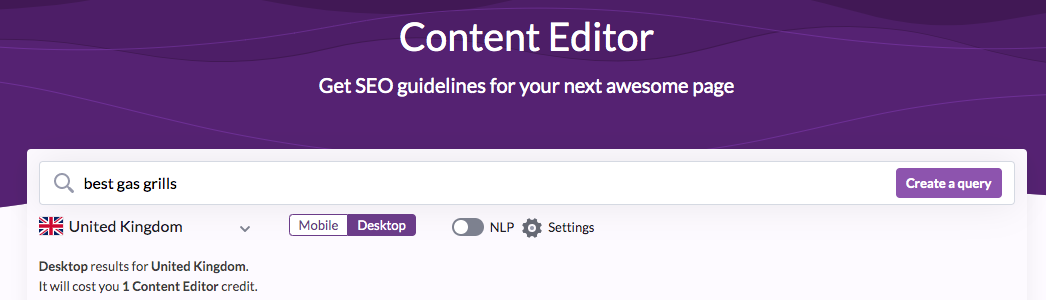 Content Editor
Get SEO guidelines for your next awesome page
best gas grills Create a query
United Kingdom Mobile Desktop NLP Settings
Desktop results for United Kingdom.
It will cost you 1 Content Editor credit.